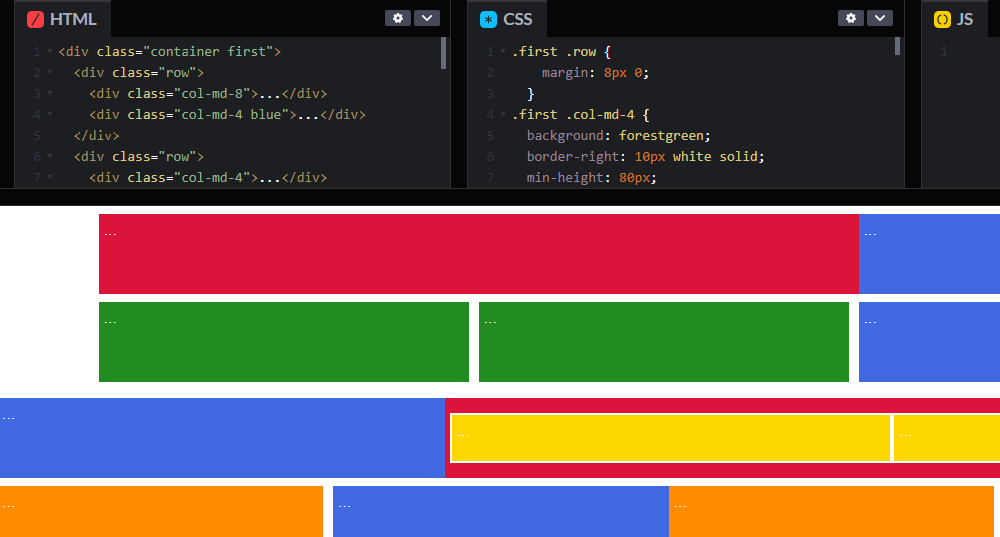 HTML
1 <div class="container first">
2 <div class="row">
3 <div class="col-md-8">...</div>
4 <div class="col-md-4 blue">...</div>
5 </div>
6 <div class="row">
7 <div class="col-md-4">...</div>
CSS
1 .first .row {
2 margin: 8px 0;
3 }
4 .first .col-md-4 {
5 background: forestgreen;
6 border-right: 10px white solid;
7 min-height: 80px;
JS
1
... ...
... ... ...
... ... ...
... ... ...